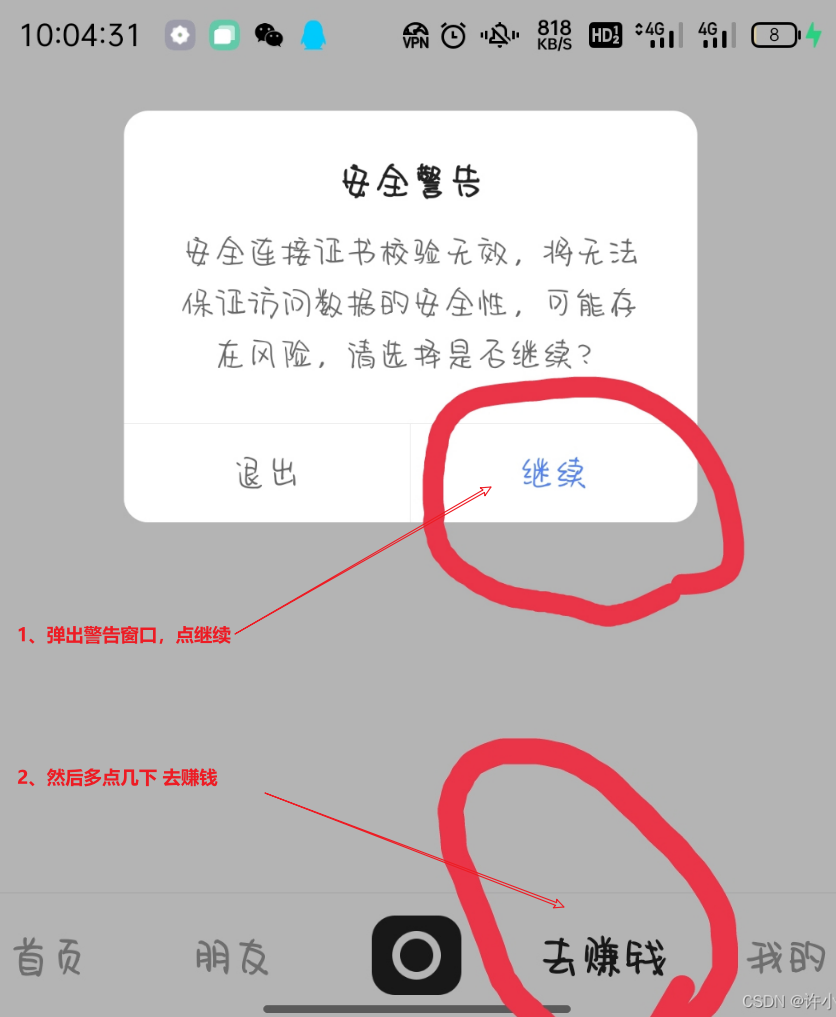 10:04:31 VPN 818 KB/S HD 1 2 4G 4G 8
安全警告
安全连接证书校验无效，将无法
保证访问数据的安全性，可能存
在风险，请选择是否继续？
退出 继续
1、弹出警告窗口，点继续
2、然后多点几下 去赚钱
首页 朋友 去赚钱 我的
CSDN @许小